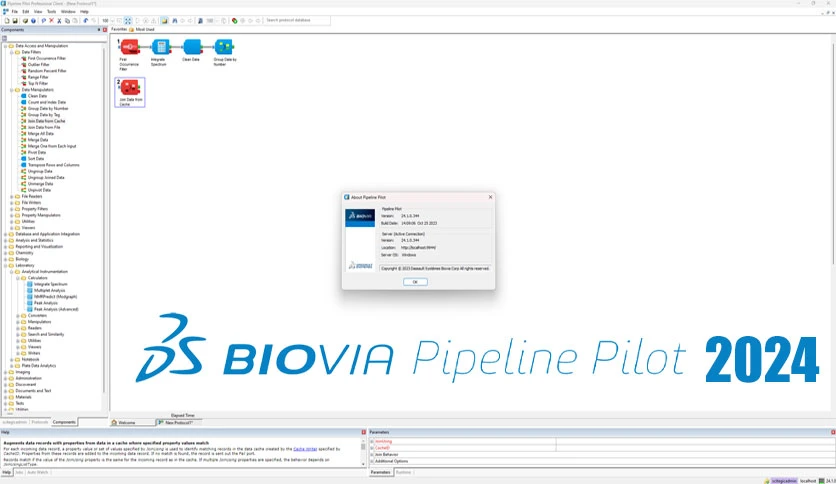 Pipeline Pilot Professional Client - [New Protocol1*]
File Edit View Tools Window Help
100
Search protocol database
Components
Favorites Most Used
Data Access and Manipulation
Data Filters
First Occurrence Filter
Outlier Filter
Random Percent Filter
Range Filter
Top N Filter
Data Manipulators
Clean Data
Count and Index Data
Group Data by Number
Group Data by Tag
Join Data from Cache
Join Data from File
Merge All Data
Merge Data
Merge One from Each Input
Pivot Data
Sort Data
Transpose Rows and Columns
Ungroup Data
Ungroup Joined Data
Unmerge Data
Unpivot Data
File Readers
File Writers
Property Filters
Property Manipulators
Utilities
Viewers
Database and Application Integration
Analysis and Statistics
Reporting and Visualization
Chemistry
Biology
Laboratory
Analytical Instrumentation
Calculators
Integrate Spectrum
Multiplet Analysis
NMRPredict (Modgraph)
Peak Analysis
Peak Analysis (Advanced)
Converters
Manipulators
Readers
Search and Similarity
Utilities
Viewers
Writers
Notebook
Plate Data Analytics
Imaging
Administration
Documents and Text
Materials
Tests
Utilities
scitegicadmin Protocols Components
1
First Occurrence Filter
Integrate Spectrum
Clean Data
Group Data by Number
2
Join Data from Cache
About Pipeline Pilot
Pipeline Pilot
Version: 24.1.0.344
Build Date: 14:09:06 Oct 25 2023
Server (Active Connection)
Version: 24.1.0.344
Location: http://localhost:9944/
Server OS: Windows
Copyright © 2023 Dassault Systèmes Biovia Corp All rights reserved.
OK
BIOVIA Pipeline Pilot 2024
Elapsed Time
Welcome New Protocol1*
Help
Augments data records with properties from data in a cache where specified property values match
For each incoming data record, a property value or set of values specified by JoinUsing is used to identify matching records in the data cache created by the Cache Writer specified by
CacheID. Properties from these records are added to the incoming data record. If no match is found, the record is sent out the Fail port.
Records match if the value of the JoinUsing property is the same for the incoming record as in the cache. If multiple JoinUsing properties are specified, the behavior depends on
JoinUsingListType:
Help Jobs Auto Watch
Parameters
JoinUsing
CacheID
Join Behavior
Additional Options
Parameters Runtime
scitegicadmin localhost 24.1.0